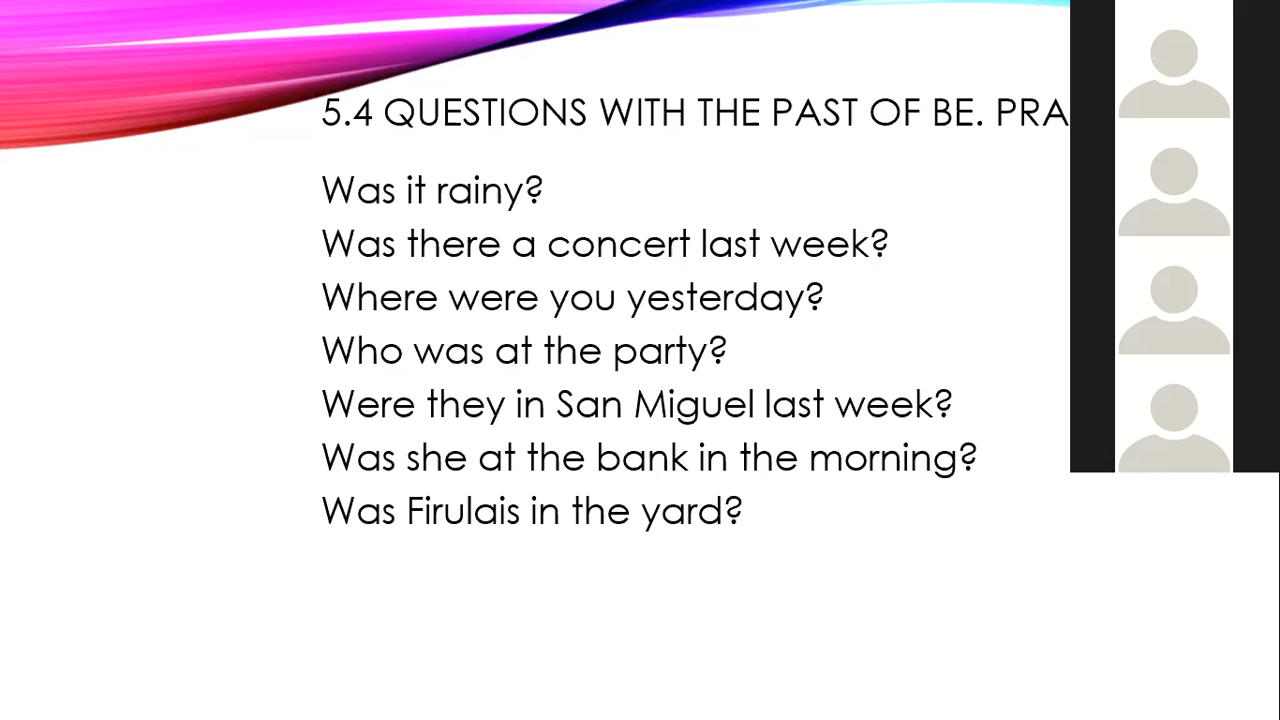 5.4 QUESTIONS WITH THE PAST OF BE. PRA
Was it rainy?
Was there a concert last week?
Where were you yesterday?
Who was at the party?
Were they in San Miguel last week?
Was she at the bank in the morning?
Was Firulais in the yard?